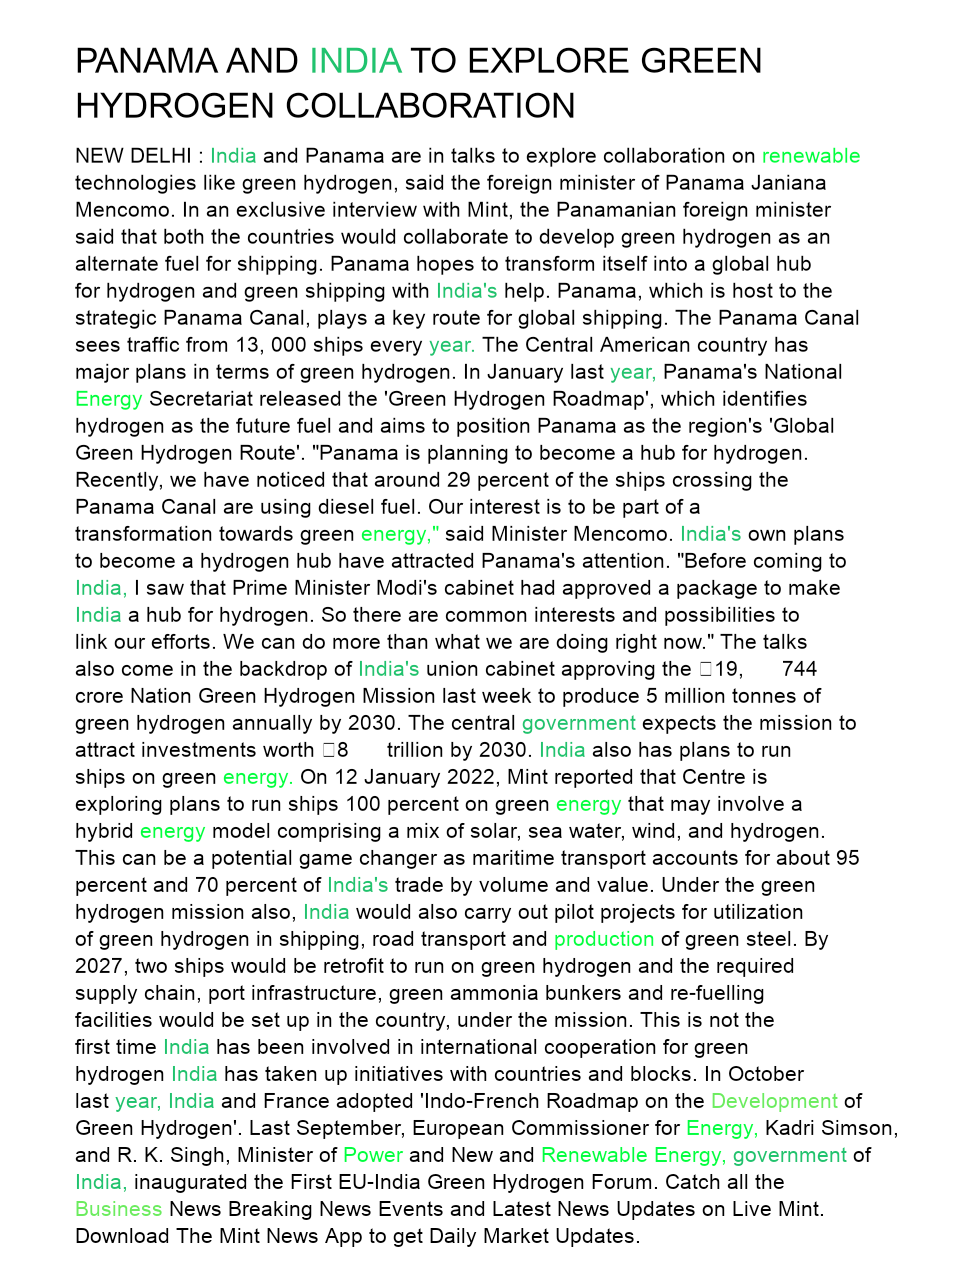 PANAMA AND INDIA TO EXPLORE GREEN
HYDROGEN COLLABORATION
NEW DELHI : India and Panama are in talks to explore collaboration on renewable
technologies like green hydrogen, said the foreign minister of Panama Janiana
Mencomo. In an exclusive interview with Mint, the Panamanian foreign minister
said that both the countries would collaborate to develop green hydrogen as an
alternate fuel for shipping. Panama hopes to transform itself into a global hub
for hydrogen and green shipping with India's help. Panama, which is host to the
strategic Panama Canal, plays a key route for global shipping. The Panama Canal
sees traffic from 13, 000 ships every year. The Central American country has
major plans in terms of green hydrogen. In January last year, Panama's National
Energy Secretariat released the 'Green Hydrogen Roadmap', which identifies
hydrogen as the future fuel and aims to position Panama as the region's 'Global
Green Hydrogen Route'. "Panama is planning to become a hub for hydrogen.
Recently, we have noticed that around 29 percent of the ships crossing the
Panama Canal are using diesel fuel. Our interest is to be part of a
transformation towards green energy," said Minister Mencomo. India's own plans
to become a hydrogen hub have attracted Panama's attention. "Before coming to
India, I saw that Prime Minister Modi's cabinet had approved a package to make
India a hub for hydrogen. So there are common interests and possibilities to
link our efforts. We can do more than what we are doing right now." The talks
also come in the backdrop of India's union cabinet approving the □19, 744
crore Nation Green Hydrogen Mission last week to produce 5 million tonnes of
green hydrogen annually by 2030. The central government expects the mission to
attract investments worth □8 trillion by 2030. India also has plans to run
ships on green energy. On 12 January 2022, Mint reported that Centre is
exploring plans to run ships 100 percent on green energy that may involve a
hybrid energy model comprising a mix of solar, sea water, wind, and hydrogen.
This can be a potential game changer as maritime transport accounts for about 95
percent and 70 percent of India's trade by volume and value. Under the green
hydrogen mission also, India would also carry out pilot projects for utilization
of green hydrogen in shipping, road transport and production of green steel. By
2027, two ships would be retrofit to run on green hydrogen and the required
supply chain, port infrastructure, green ammonia bunkers and re-fuelling
facilities would be set up in the country, under the mission. This is not the
first time India has been involved in international cooperation for green
hydrogen India has taken up initiatives with countries and blocks. In October
last year, India and France adopted 'Indo-French Roadmap on the Development of
Green Hydrogen'. Last September, European Commissioner for Energy, Kadri Simson,
and R. K. Singh, Minister of Power and New and Renewable Energy, government of
India, inaugurated the First EU-India Green Hydrogen Forum. Catch all the
Business News Breaking News Events and Latest News Updates on Live Mint.
Download The Mint News App to get Daily Market Updates.